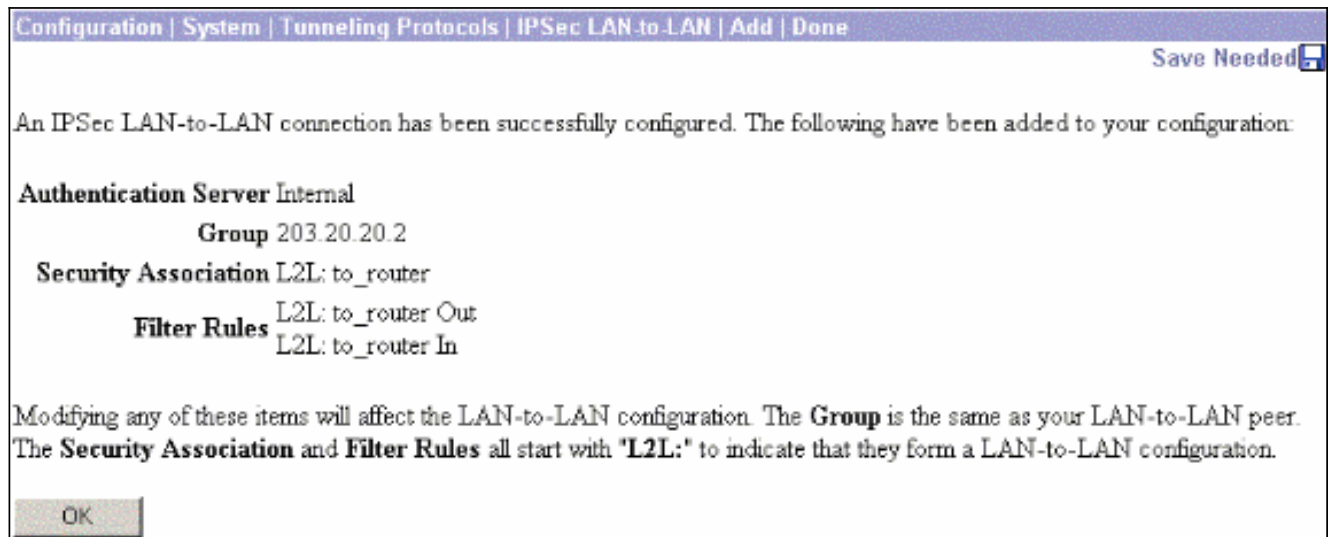 Configuration | System | Tunneling Protocols | IPSec LAN-to-LAN | Add | Done
Save Needed
An IPSec LAN-to-LAN connection has been successfully configured. The following have been added to your configuration:
Authentication Server Internal
Group 203.20.20.2
Security Association L2L: to_router
Filter Rules L2L: to_router Out
L2L: to_router In
Modifying any of these items will affect the LAN-to-LAN configuration. The Group is the same as your LAN-to-LAN peer.
The Security Association and Filter Rules all start with "L2L:" to indicate that they form a LAN-to-LAN configuration.
OK